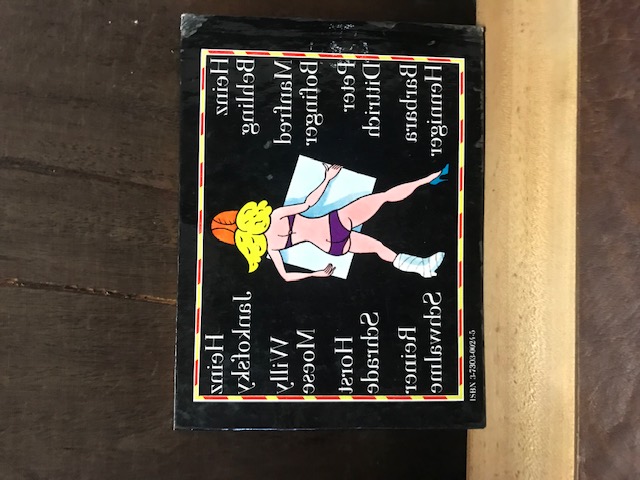 Heinz
Behling
Manfred
Bofinger
Peter
Dittrich
Barbara
Henniger
Heinz
Jankofsky
Willy
Moese
Horst
Schrade
Reiner
Schwalme
ISBN 3-7303-0024-5